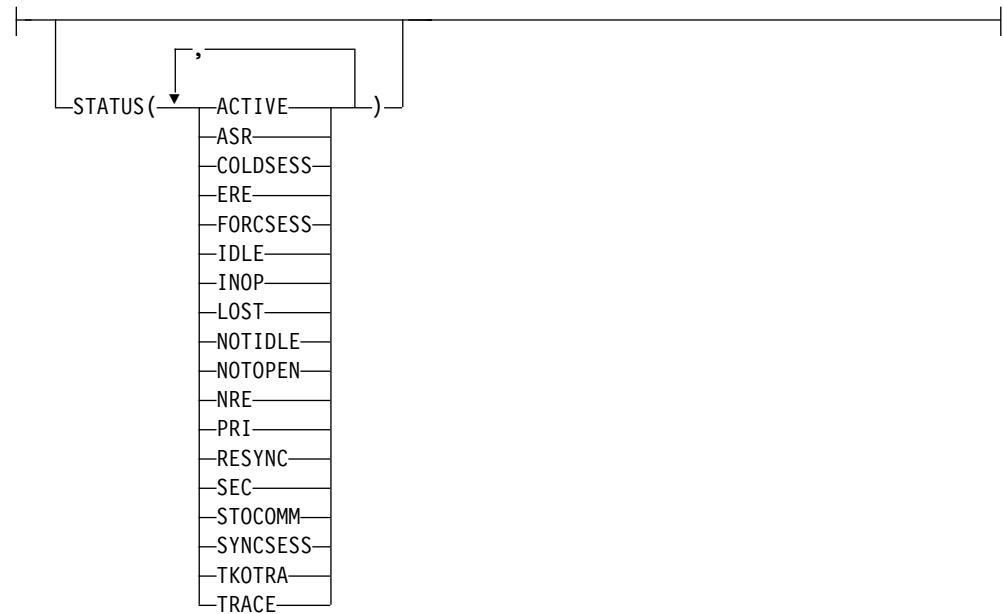 ,
STATUS( ACTIVE )
ASR
COLDSESS
ERE
FORCSESS
IDLE
INOP
LOST
NOTIDLE
NOTOPEN
NRE
PRI
RESYNC
SEC
STOCOMM
SYNCSESS
TKOTRA
TRACE